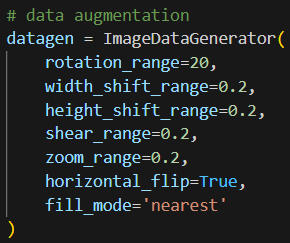 # data augmentation
datagen = ImageDataGenerator(
    rotation_range=20,
    width_shift_range=0.2,
    height_shift_range=0.2,
    shear_range=0.2,
    zoom_range=0.2,
    horizontal_flip=True,
    fill_mode='nearest'
)